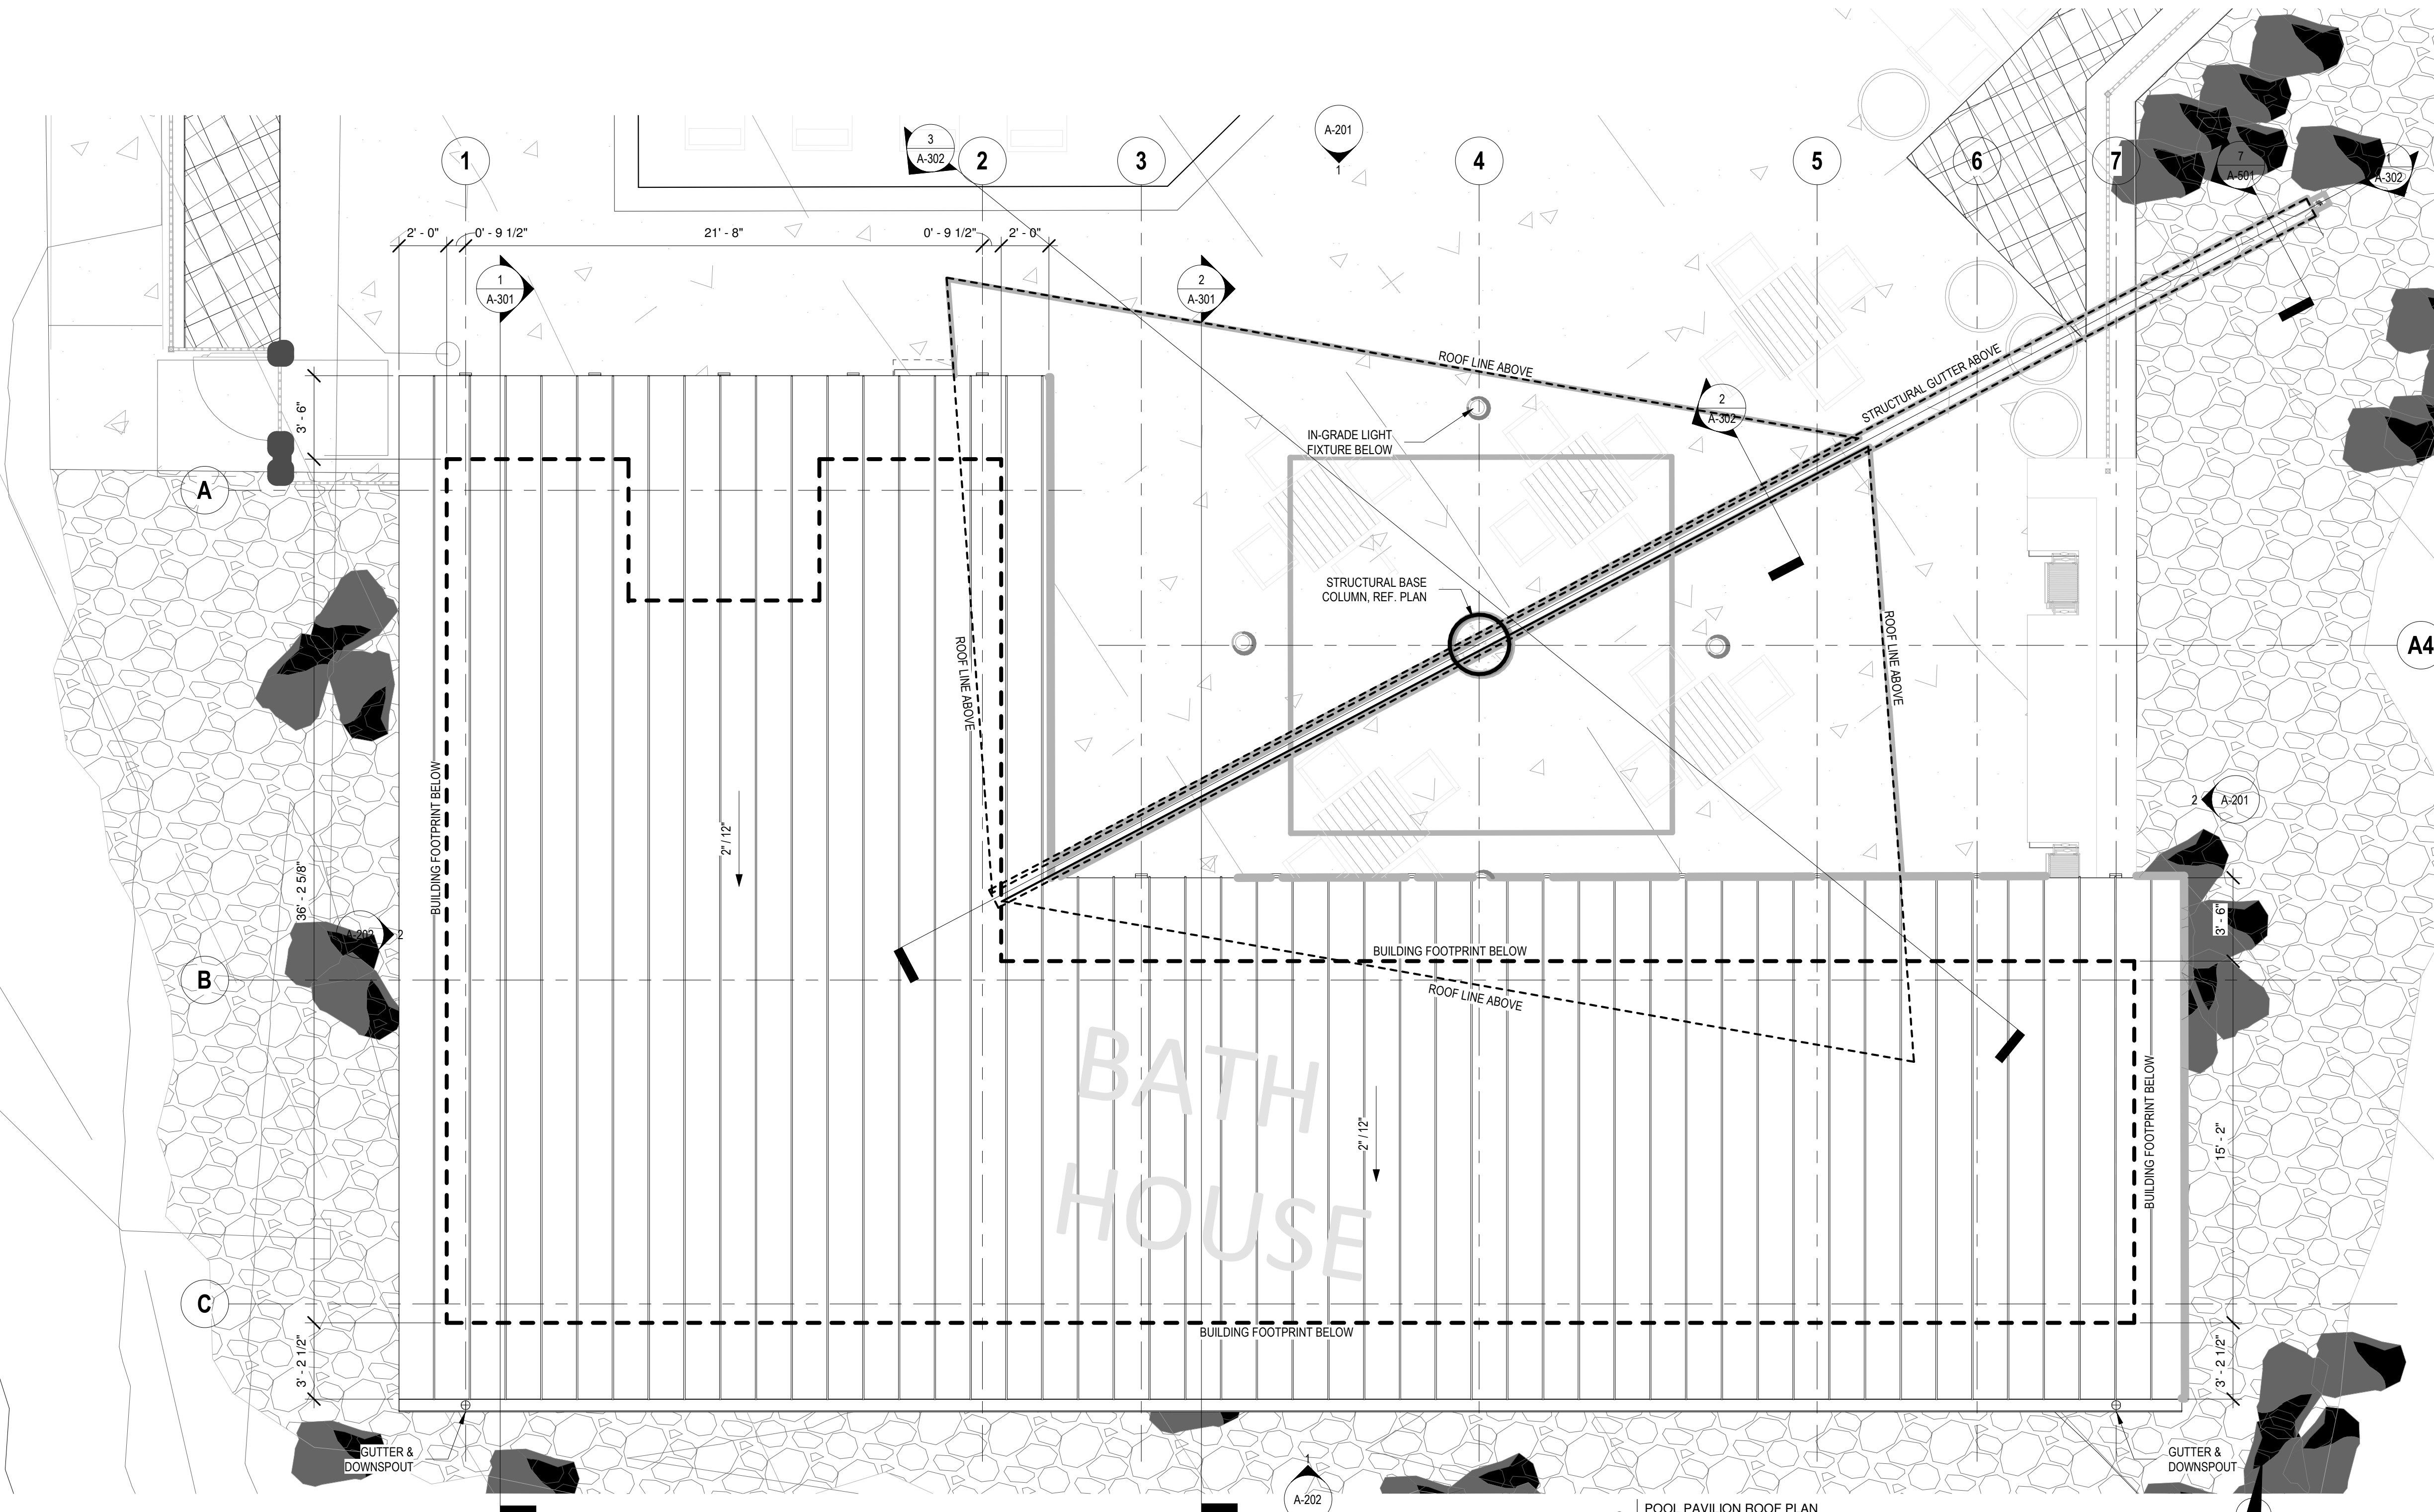 3
A-302
A-201
1
1
2
3
4
5
6
7
7
A-501
1
A-302
2' - 0"
0' - 9 1/2"
21' - 8"
0' - 9 1/2"
2' - 0"
1
A-301
2
A-301
ROOF LINE ABOVE
STRUCTURAL GUTTER ABOVE
2
A-302
3' - 6"
IN-GRADE LIGHT
FIXTURE BELOW
A
STRUCTURAL BASE
COLUMN, REF. PLAN
ROOF LINE ABOVE
ROOF LINE ABOVE
A4
BUILDING FOOTPRINT BELOW
2" / 12"
2
A-201
36' - 2 5/8"
A-202
2
3' - 6"
BUILDING FOOTPRINT BELOW
B
ROOF LINE ABOVE
BATH
HOUSE
2" / 12"
15' - 2"
BUILDING FOOTPRINT BELOW
C
BUILDING FOOTPRINT BELOW
3' - 2 1/2"
3' - 2 1/2"
GUTTER &
DOWNSPOUT
GUTTER &
DOWNSPOUT
1
A-202
POOL PAVILION ROOF PLAN